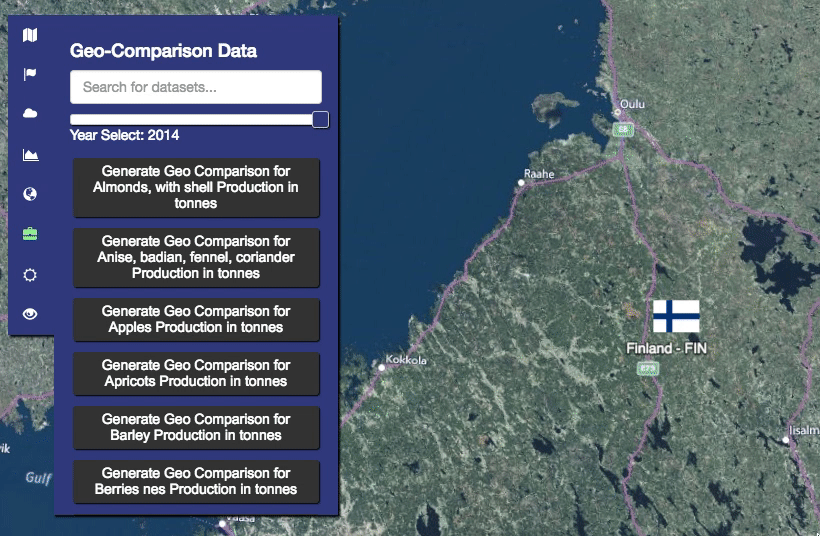 Geo-Comparison Data
Search for datasets...
Year Select: 2014
Generate Geo Comparison for
Almonds, with shell Production in
tonnes
Generate Geo Comparison for
Anise, badian, fennel, coriander
Production in tonnes
Generate Geo Comparison for
Apples Production in tonnes
Generate Geo Comparison for
Apricots Production in tonnes
Generate Geo Comparison for
Barley Production in tonnes
Generate Geo Comparison for
Berries nes Production in tonnes
Oulu
Raahe
Finland - FIN
Kokkola
Iisalm
ik
Gulf
Vaasa